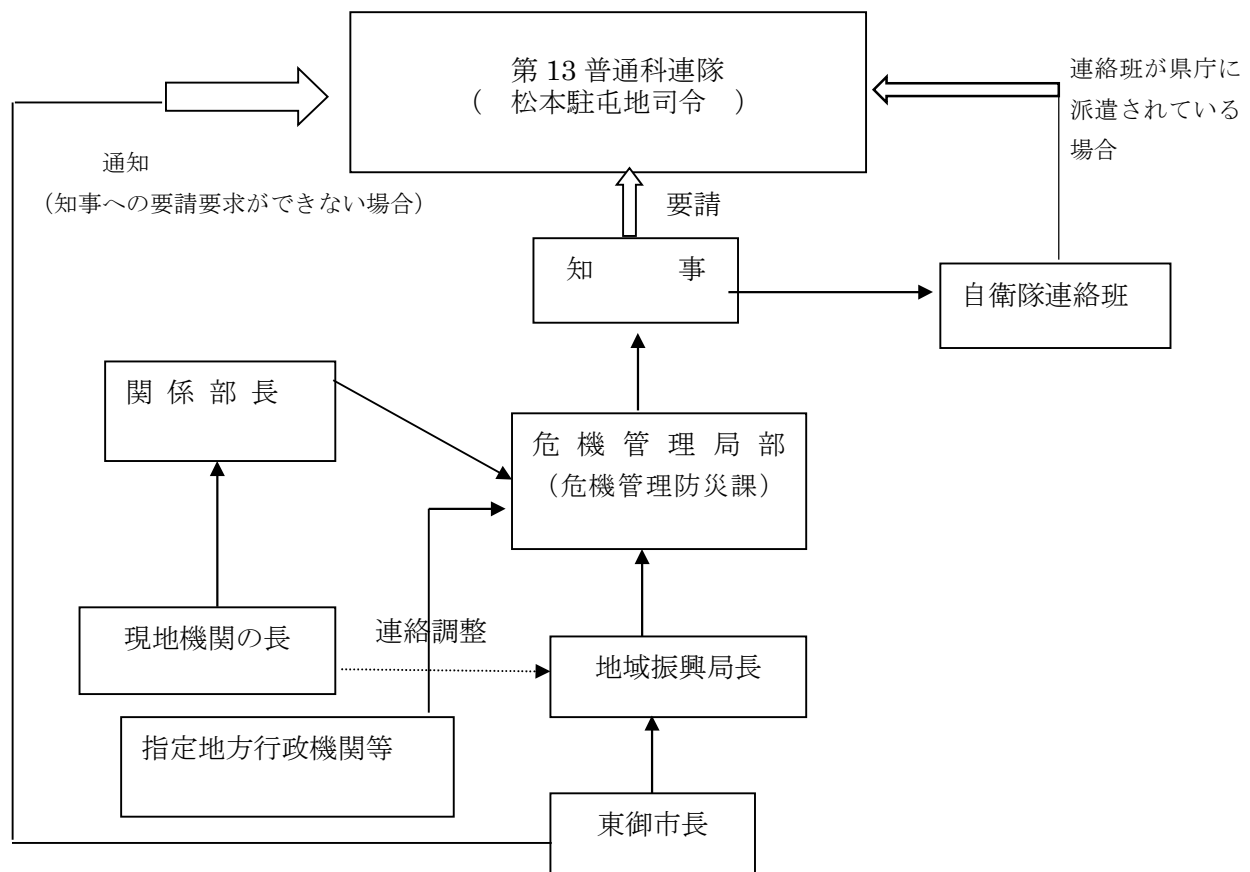 第 13 普通科連隊
（　松本駐屯地司令　）
連絡班が県庁に
派遣されている
場合
通知
（知事への要請要求ができない場合）
要請
知　　事
自衛隊連絡班
関 係 部 長
危 機 管 理 局 部
（危機管理防災課）
現地機関の長
連絡調整
地域振興局長
指定地方行政機関等
東御市長